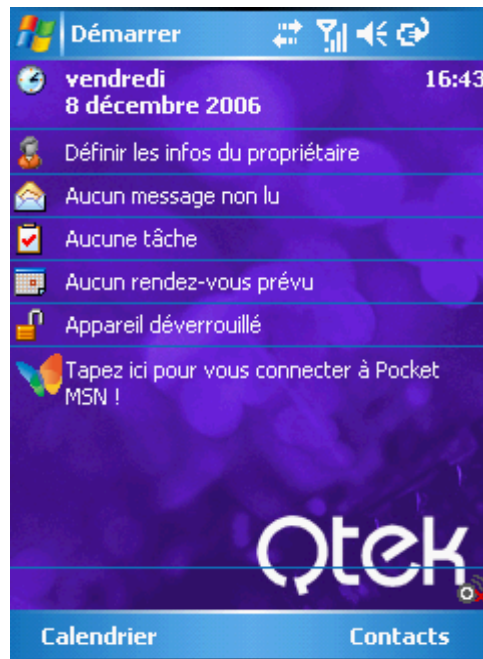 Démarrer
vendredi 16:43
8 décembre 2006
Définir les infos du propriétaire
Aucun message non lu
Aucune tâche
Aucun rendez-vous prévu
Appareil déverrouillé
Tapez ici pour vous connecter à Pocket
MSN !
Qtek
Calendrier Contacts